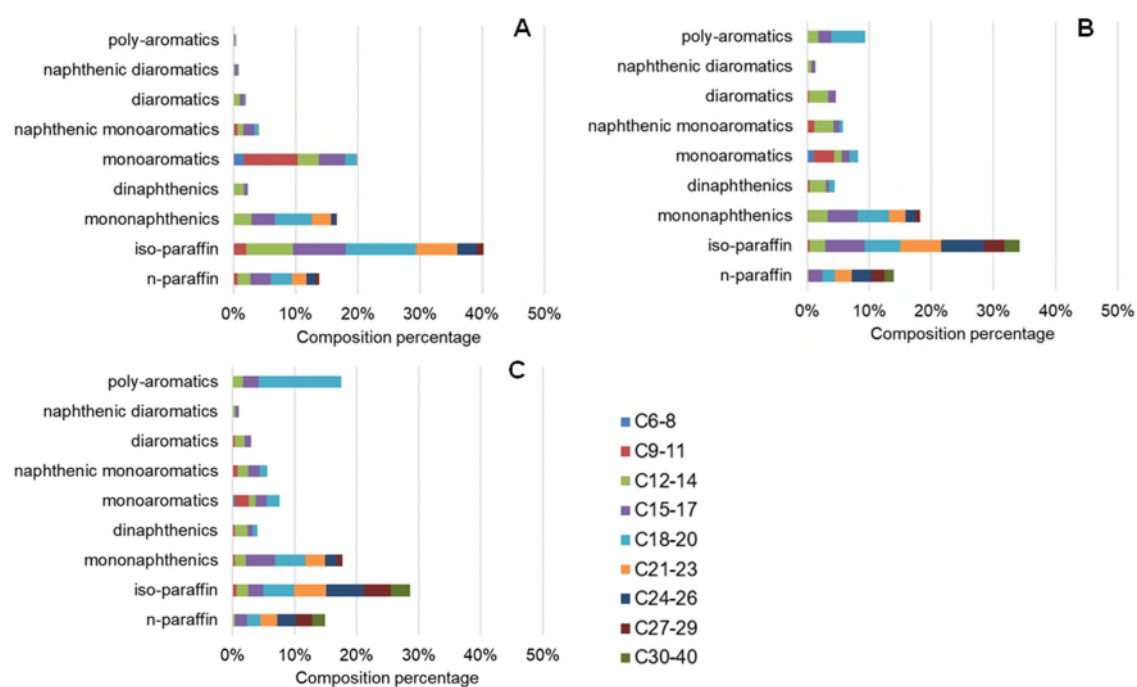 A
poly-aromatics
naphthenic diaromatics
diaromatics
naphthenic monoaromatics
monoaromatics
dinaphthenics
mononaphthenics
iso-paraffin
n-paraffin
0% 10% 20% 30% 40% 50%
Composition percentage
B
poly-aromatics
naphthenic diaromatics
diaromatics
naphthenic monoaromatics
monoaromatics
dinaphthenics
mononaphthenics
iso-paraffin
n-paraffin
0% 10% 20% 30% 40% 50%
Composition percentage
C
poly-aromatics
naphthenic diaromatics
diaromatics
naphthenic monoaromatics
monoaromatics
dinaphthenics
mononaphthenics
iso-paraffin
n-paraffin
0% 10% 20% 30% 40% 50%
Composition percentage
C6-8
C9-11
C12-14
C15-17
C18-20
C21-23
C24-26
C27-29
C30-40